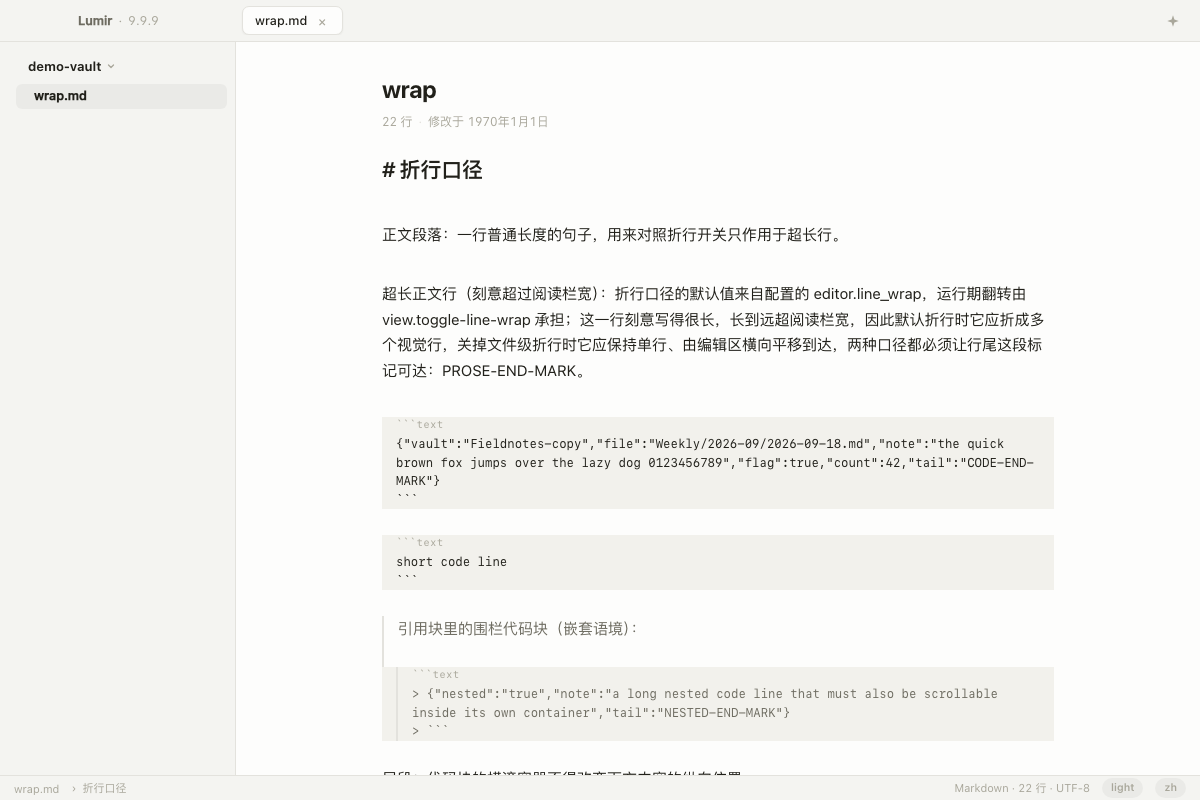 Lumir · 9.9.9
wrap.md ×
demo-vault
wrap.md
wrap
22 行 · 修改于 1970年1月1日
# 折行口径
正文段落：一行普通长度的句子，用来对照折行开关只作用于超长行。
超长正文行（刻意超过阅读栏宽）：折行口径的默认值来自配置的 editor.line_wrap，运行期翻转由
view.toggle-line-wrap 承担；这一行刻意写得很长，长到远超阅读栏宽，因此默认折行时它应折成多
个视觉行，关掉文件级折行时它应保持单行、由编辑区横向平移到达，两种口径都必须让行尾这段标
记可达：PROSE-END-MARK。
```text
{"vault":"Fieldnotes-copy","file":"Weekly/2026-09/2026-09-18.md","note":"the quick
brown fox jumps over the lazy dog 0123456789","flag":true,"count":42,"tail":"CODE-END-
MARK"}
```
```text
short code line
```
引用块里的围栏代码块（嵌套语境）：
```text
> {"nested":"true","note":"a long nested code line that must also be scrollable
inside its own container","tail":"NESTED-END-MARK"}
> ```
wrap.md › 折行口径
Markdown · 22 行 · UTF-8
light
zh